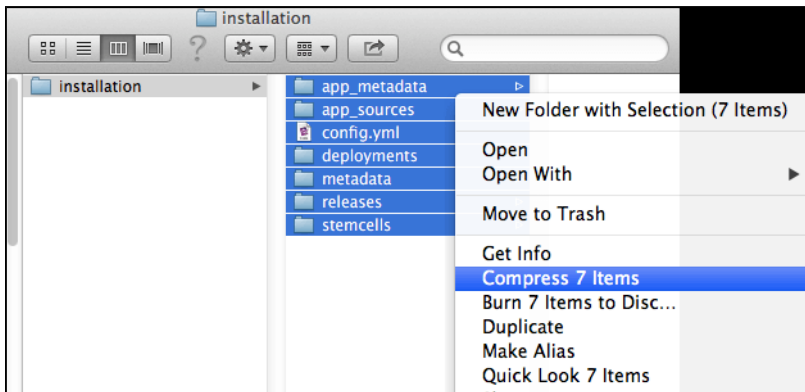 installation
installation
app_metadata
app_sources
config.yml
deployments
metadata
releases
stemcells
New Folder with Selection (7 Items)
Open
Open With
Move to Trash
Get Info
Compress 7 Items
Burn 7 Items to Disc...
Duplicate
Make Alias
Quick Look 7 Items